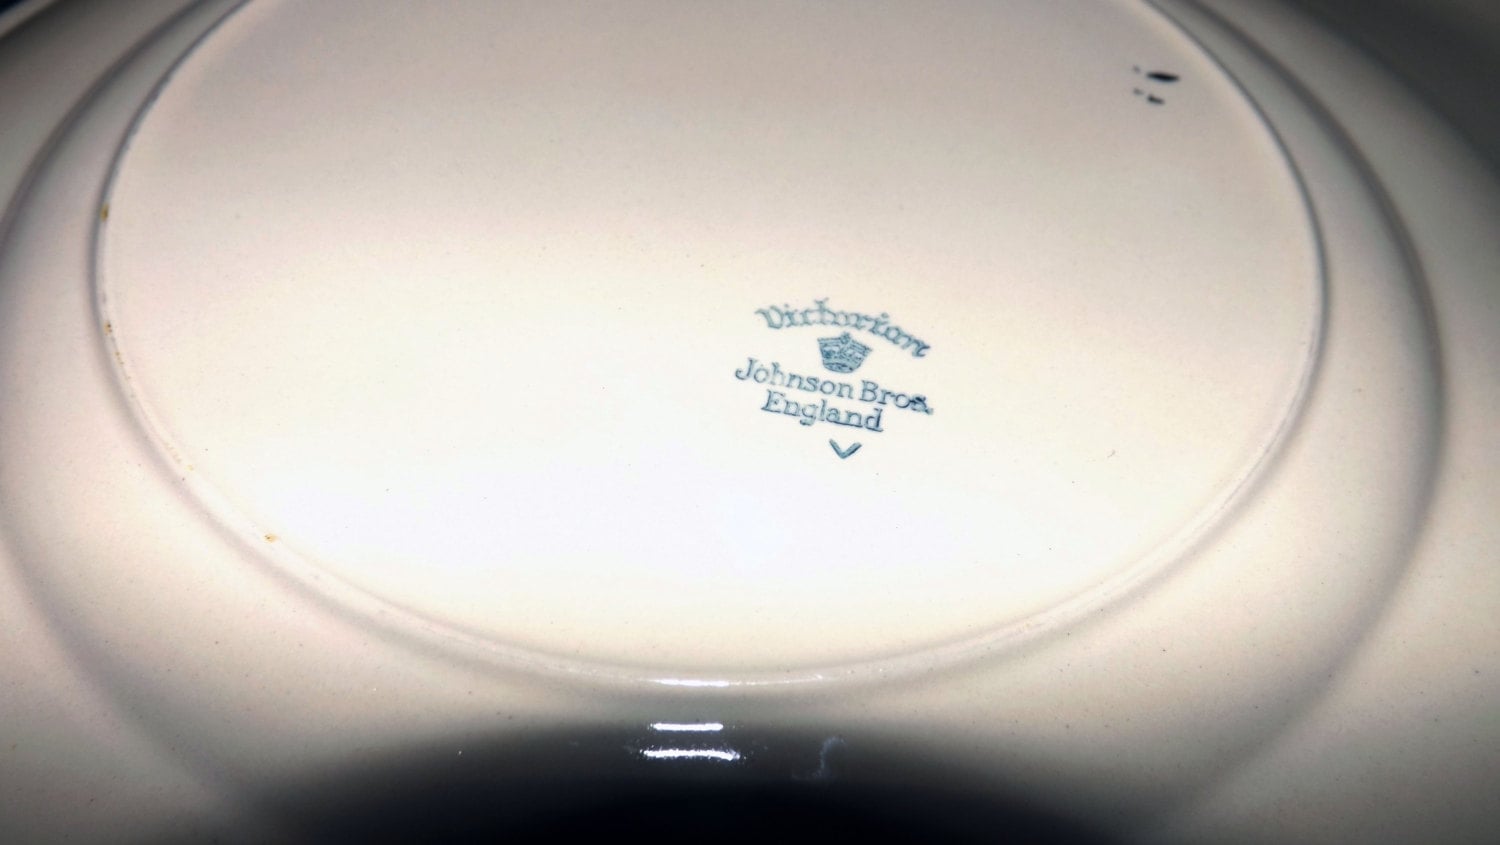 Victorian
Johnson Bros.
England
V